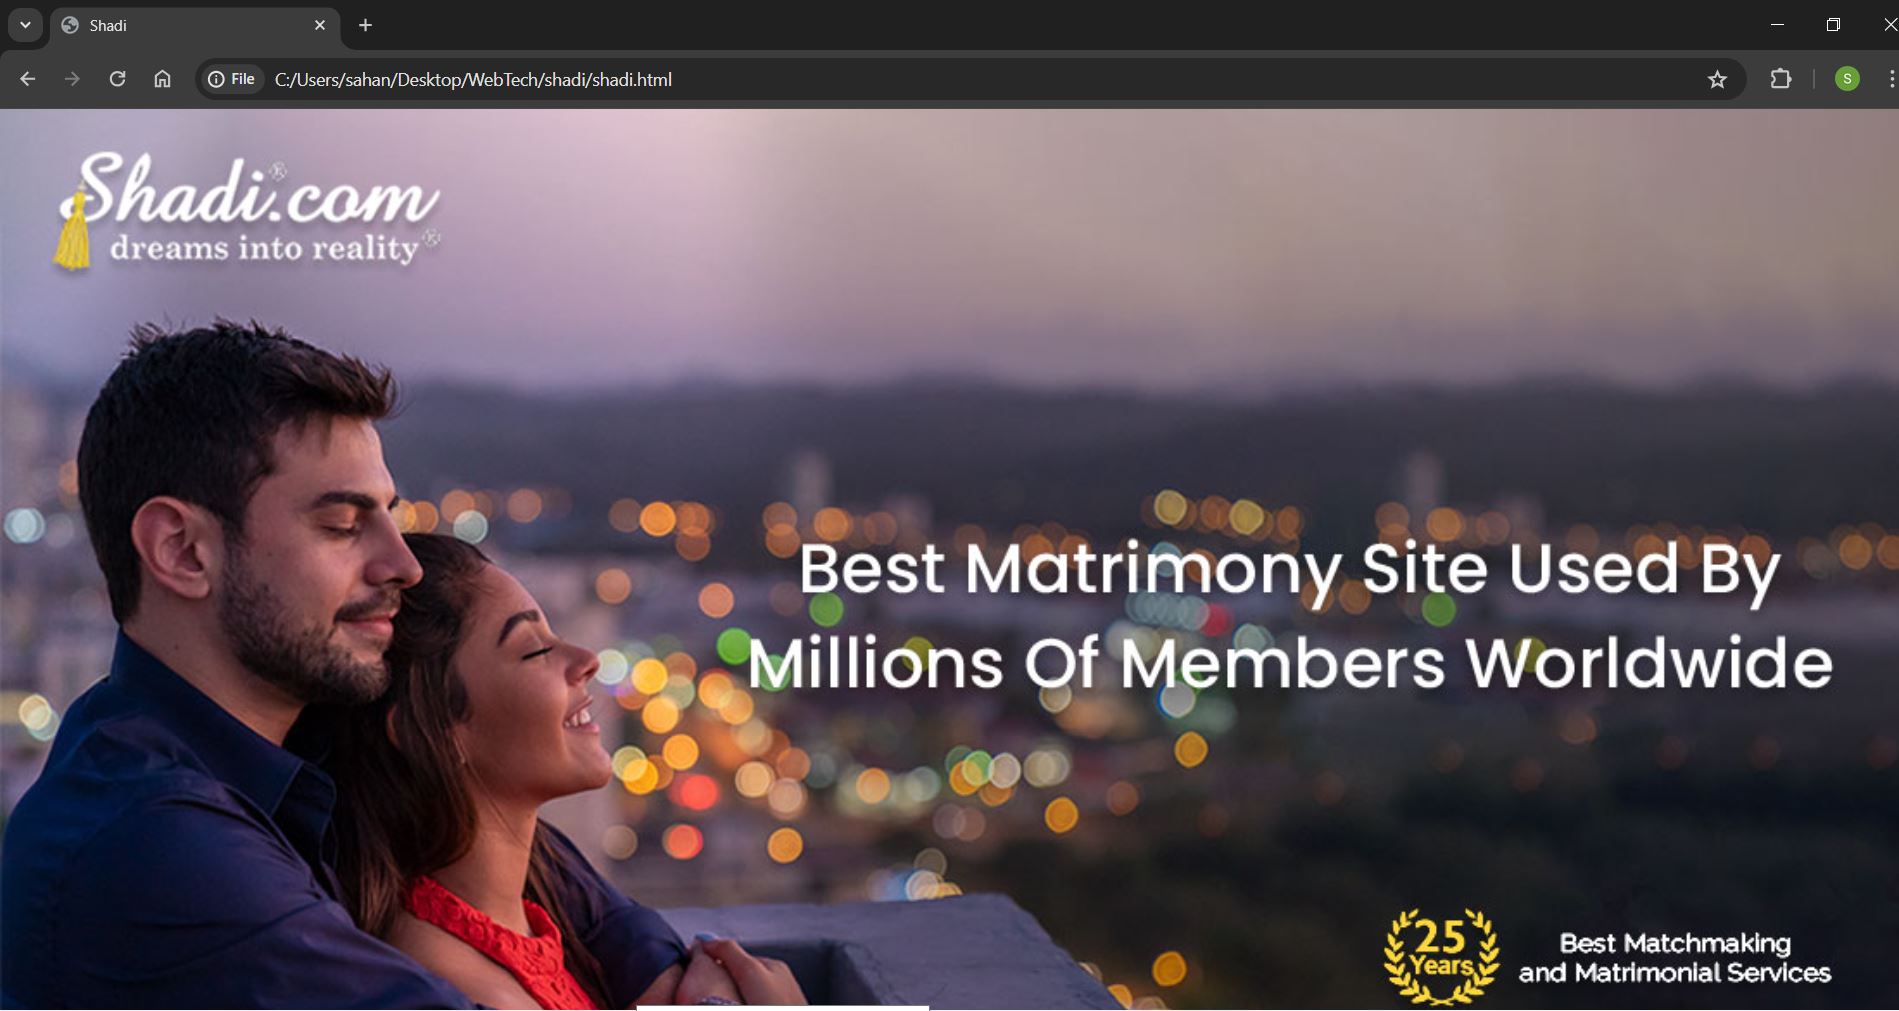 Shadi
File
C:/Users/sahan/Desktop/WebTech/shadi/shadi.html
S
Shadi.com®
dreams into reality®
Best Matrimony Site Used By
Millions Of Members Worldwide
25
Years
Best Matchmaking
and Matrimonial Services